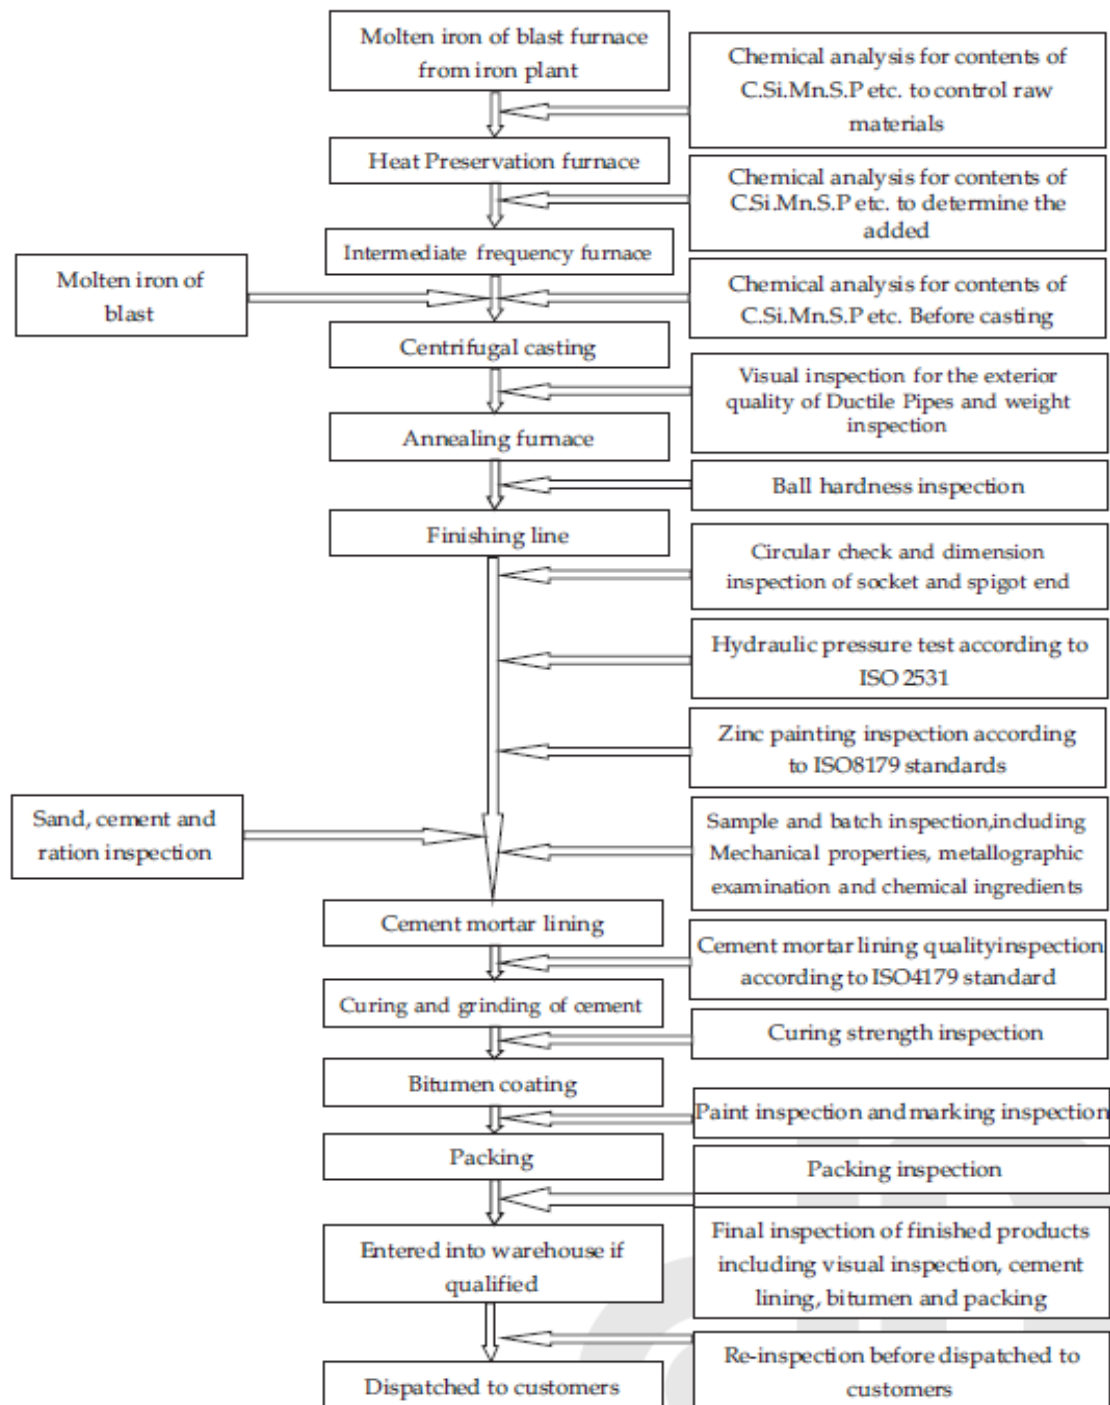 Molten iron of blast furnace
from iron plant
Chemical analysis for contents of
C.Si.Mn.S.P etc. to control raw
materials
Heat Preservation furnace
Chemical analysis for contents of
C.Si.Mn.S.P etc. to determine the
added
Intermediate frequency furnace
Molten iron of
blast
Chemical analysis for contents of
C.Si.Mn.S.P etc. Before casting
Centrifugal casting
Visual inspection for the exterior
quality of Ductile Pipes and weight
inspection
Annealing furnace
Ball hardness inspection
Finishing line
Circular check and dimension
inspection of socket and spigot end
Hydraulic pressure test according to
ISO 2531
Zinc painting inspection according
to ISO8179 standards
Sand, cement and
ration inspection
Sample and batch inspection,including
Mechanical properties, metallographic
examination and chemical ingredients
Cement mortar lining
Cement mortar lining qualityinspection
according to ISO4179 standard
Curing and grinding of cement
Curing strength inspection
Bitumen coating
Paint inspection and marking inspection
Packing
Packing inspection
Entered into warehouse if
qualified
Final inspection of finished products
including visual inspection, cement
lining, bitumen and packing
Re-inspection before dispatched to
customers
Dispatched to customers